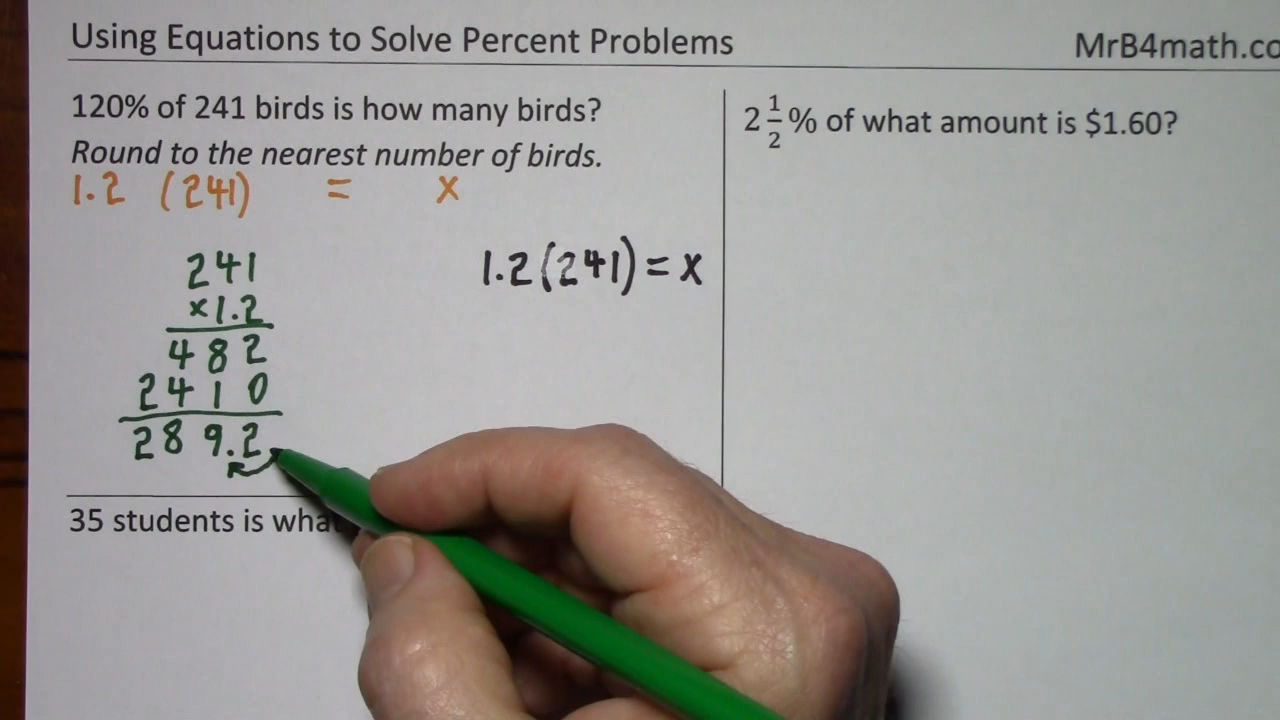 Using Equations to Solve Percent Problems
MrB4math.co
120% of 241 birds is how many birds?
Round to the nearest number of birds.
1.2 (241) = x
241
×1.2
482
2410
289.2
1.2(241) = x
2 1/2 % of what amount is $1.60?
35 students is what